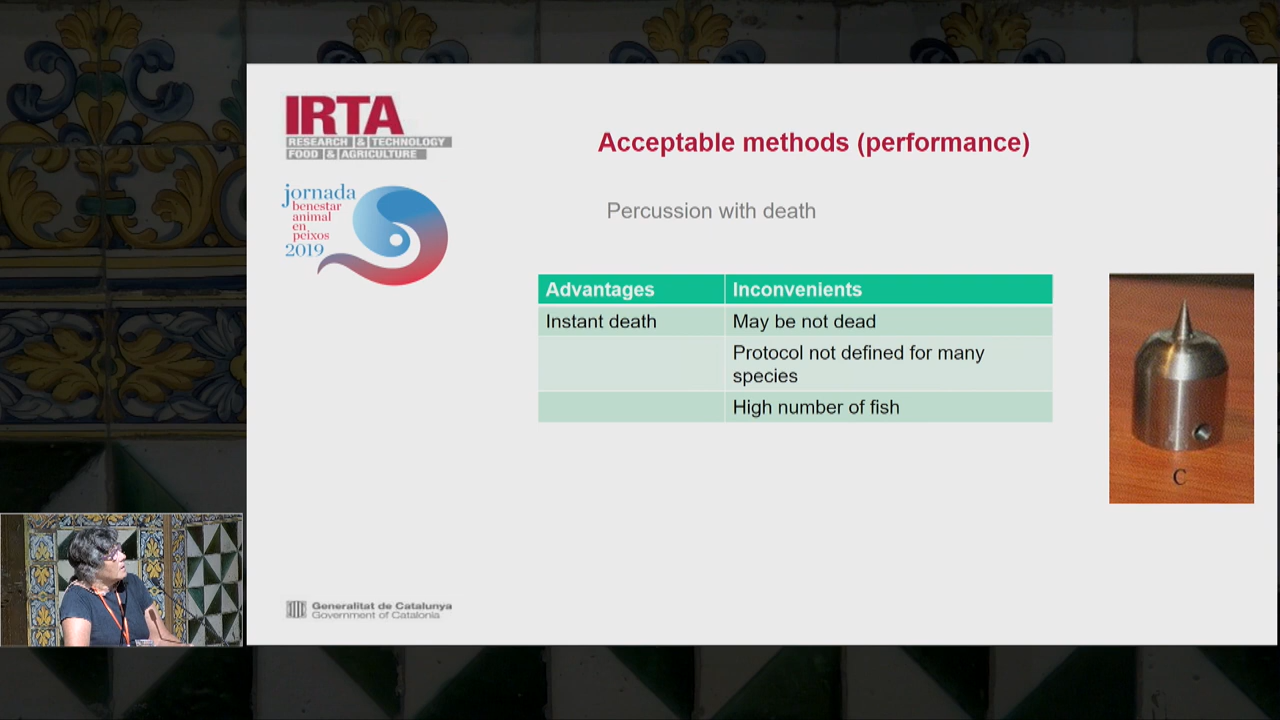 IRTA
RESEARCH & TECHNOLOGY
FOOD & AGRICULTURE
jornada
benestar
animal
en
peixos
2019
Acceptable methods (performance)
Percussion with death
Advantages
Inconvenients
Instant death
May be not dead
Protocol not defined for many
species
High number of fish
C
Generalitat de Catalunya
Government of Catalonia